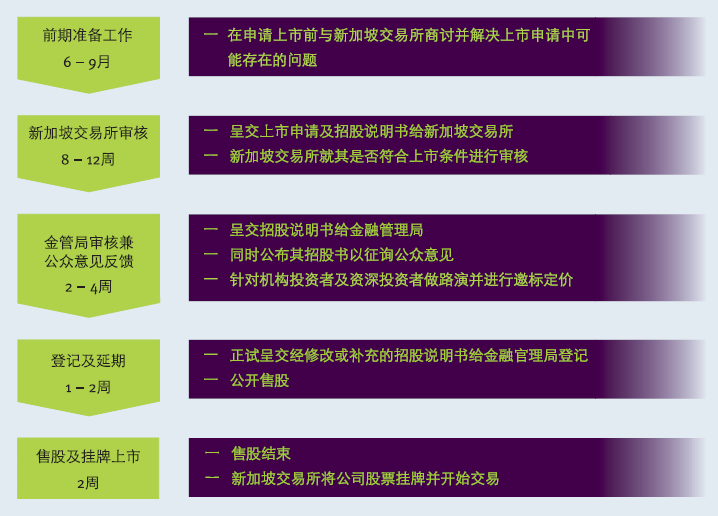 前期准备工作
6 – 9月
一 在申请上市前与新加坡交易所商讨并解决上市申请中可
能存在的问题
新加坡交易所审核
8 – 12周
一 呈交上市申请及招股说明书给新加坡交易所
一 新加坡交易所就其是否符合上市条件进行审核
金管局审核兼
公众意见反馈
2 – 4周
一 呈交招股说明书给金融管理局
一 同时公布其招股书以征询公众意见
一 针对机构投资者及资深投资者做路演并进行邀标定价
登记及延期
1 – 2周
一 正试呈交经修改或补充的招股说明书给金融官理局登记
一 公开售股
售股及挂牌上市
2周
一 售股结束
一 新加坡交易所将公司股票挂牌并开始交易